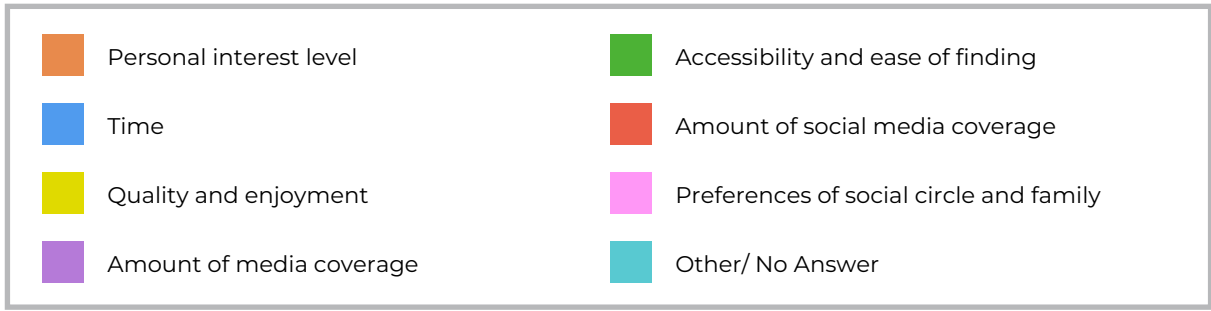 Personal interest level
Time
Quality and enjoyment
Amount of media coverage
Accessibility and ease of finding
Amount of social media coverage
Preferences of social circle and family
Other/ No Answer